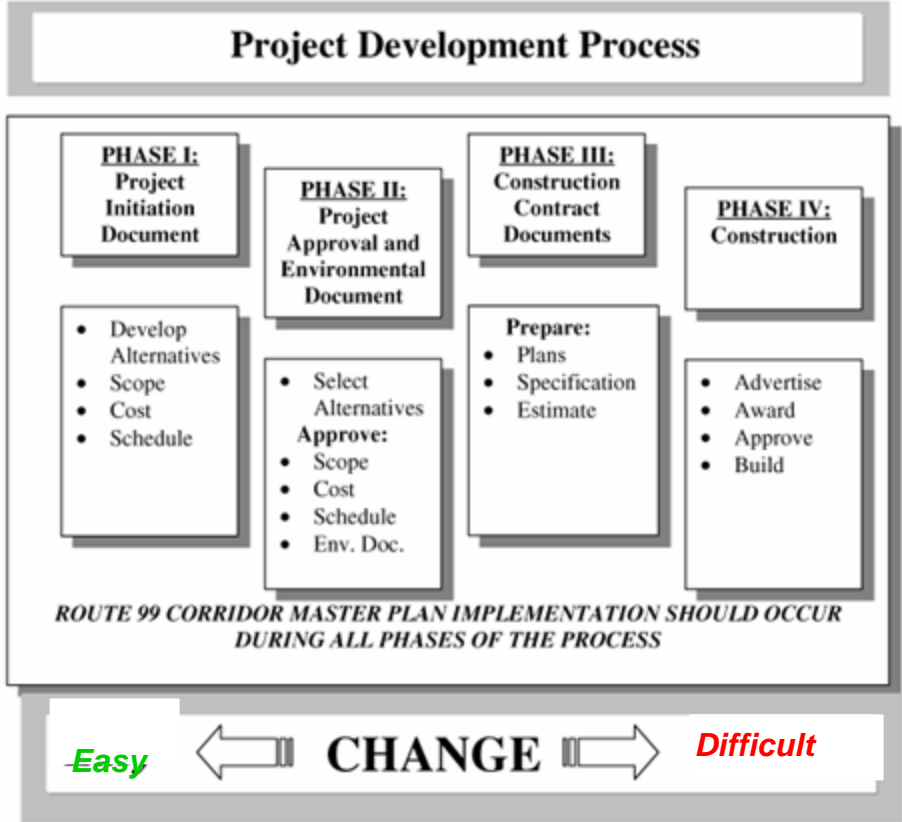 Project Development Process
PHASE I:
Project
Initiation
Document
PHASE II:
Project
Approval and
Environmental
Document
PHASE III:
Construction
Contract
Documents
PHASE IV:
Construction
• Develop
Alternatives
• Scope
• Cost
• Schedule
• Select
Alternatives
Approve:
• Scope
• Cost
• Schedule
• Env. Doc.
Prepare:
• Plans
• Specification
• Estimate
• Advertise
• Award
• Approve
• Build
ROUTE 99 CORRIDOR MASTER PLAN IMPLEMENTATION SHOULD OCCUR
DURING ALL PHASES OF THE PROCESS
Easy
CHANGE
Difficult